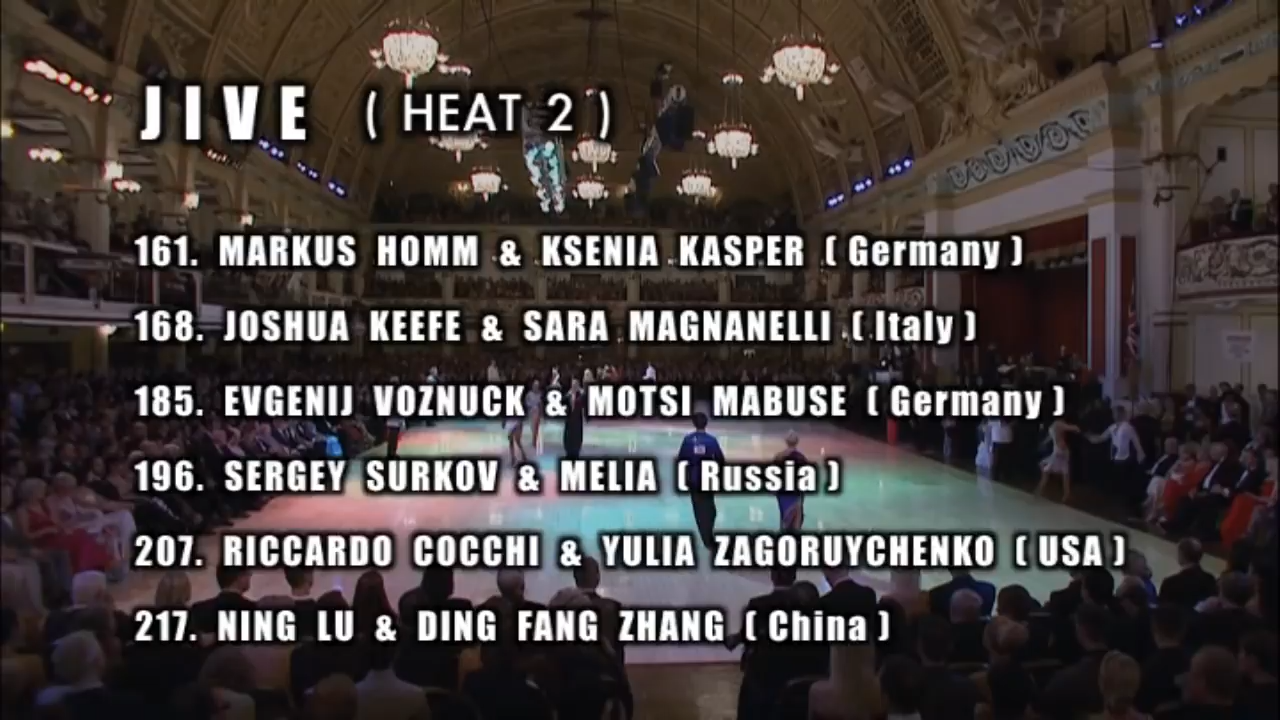 JIVE ( HEAT 2 )
161. MARKUS HOMM & KSENIA KASPER ( Germany )
168. JOSHUA KEEFE & SARA MAGNANELLI ( Italy )
185. EVGENIJ VOZNUCK & MOTSI MABUSE ( Germany )
196. SERGEY SURKOV & MELIA ( Russia )
207. RICCARDO COCCHI & YULIA ZAGORUYCHENKO ( USA )
217. NING LU & DING FANG ZHANG ( China )